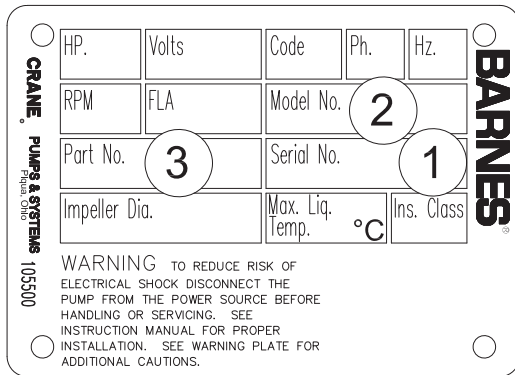 HP. Volts Code Ph. Hz.
RPM FLA Model No. 2
Part No. 3 Serial No. 1
Impeller Dia. Max. Liq. Temp. °C Ins. Class
WARNING TO REDUCE RISK OF
ELECTRICAL SHOCK DISCONNECT THE
PUMP FROM THE POWER SOURCE BEFORE
HANDLING OR SERVICING. SEE
INSTRUCTION MANUAL FOR PROPER
INSTALLATION. SEE WARNING PLATE FOR
ADDITIONAL CAUTIONS.
CRANE® PUMPS & SYSTEMS
Piqua, Ohio
105500
BARNES®